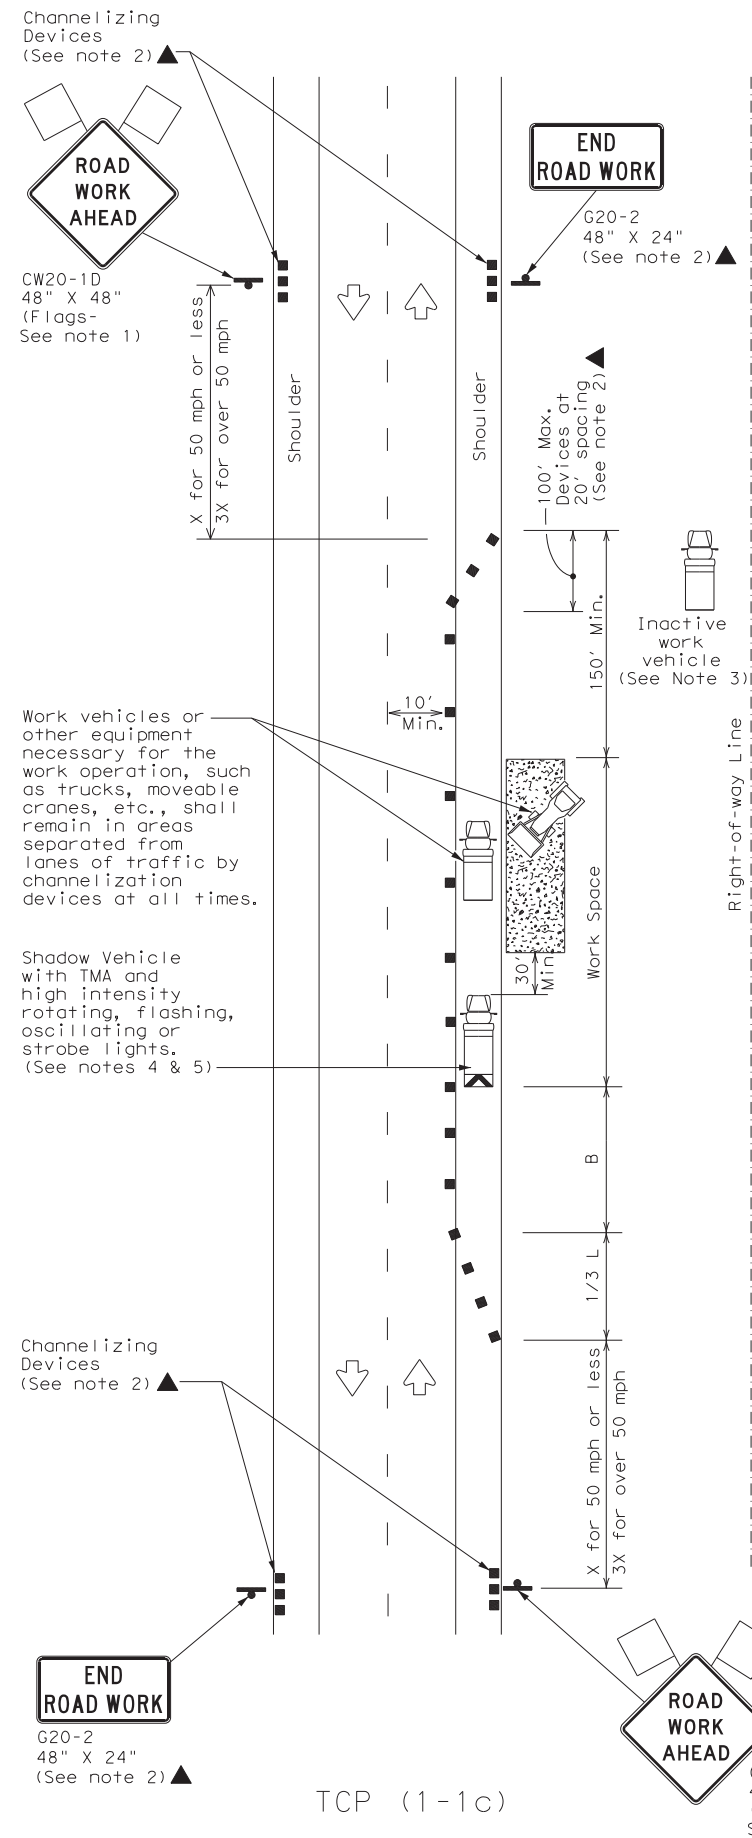 Channelizing
Devices
(See note 2)
ROAD
WORK
AHEAD
CW20-1D
48" X 48"
(Flags-
See note 1)
END
ROAD WORK
G20-2
48" X 24"
(See note 2)
X for 50 mph or less
3X for over 50 mph
Shoulder
Shoulder
100' Max.
Devices at
20' spacing
(See note 2)
150' Min.
Inactive
work
vehicle
(See Note 3)
10'
Min.
Work vehicles or
other equipment
necessary for the
work operation, such
as trucks, moveable
cranes, etc., shall
remain in areas
separated from
lanes of traffic by
channelization
devices at all times.
Right-of-way Line
Work Space
30'
Min.
Shadow Vehicle
with TMA and
high intensity
rotating, flashing,
oscillating or
strobe lights.
(See notes 4 & 5)
B
1/3 L
Channelizing
Devices
(See note 2)
X for 50 mph or less
3X for over 50 mph
END
ROAD WORK
G20-2
48" X 24"
(See note 2)
ROAD
WORK
AHEAD
TCP (1-1c)